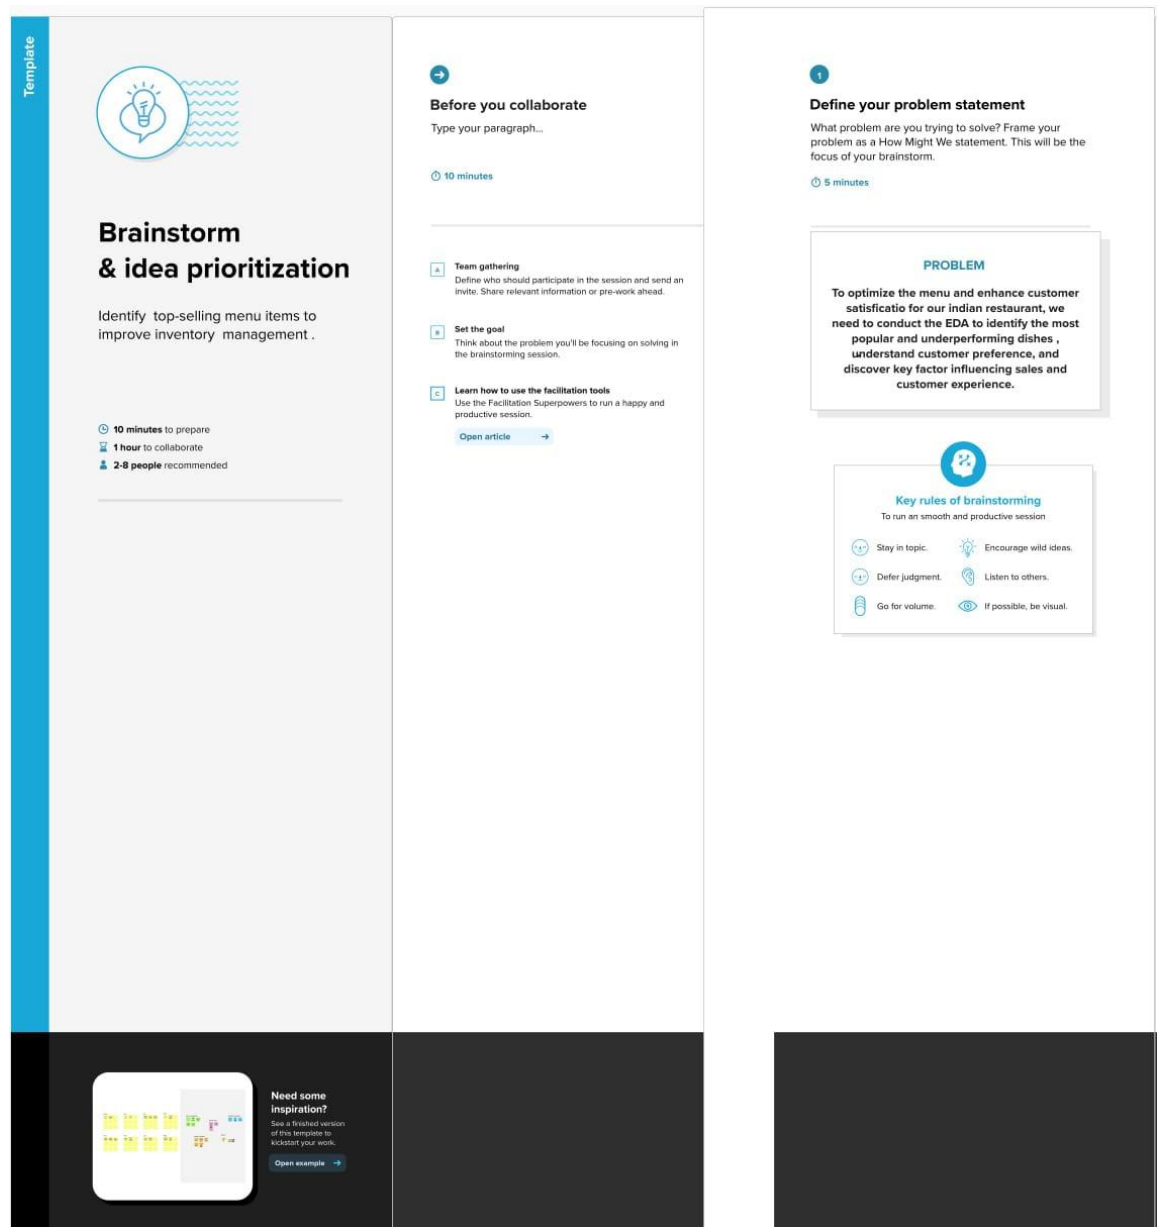 Template
Brainstorm
& idea prioritization
Identify top-selling menu items to
improve inventory management .
10 minutes to prepare
1 hour to collaborate
2-8 people recommended
Need some
inspiration?
See a finished version
of this template to
kickstart your work.
Open example
Before you collaborate
Type your paragraph...
10 minutes
A
Team gathering
Define who should participate in the session and send an
invite. Share relevant information or pre-work ahead.
B
Set the goal
Think about the problem you'll be focusing on solving in
the brainstorming session.
C
Learn how to use the facilitation tools
Use the Facilitation Superpowers to run a happy and
productive session.
Open article
1
Define your problem statement
What problem are you trying to solve? Frame your
problem as a How Might We statement. This will be the
focus of your brainstorm.
5 minutes
PROBLEM
To optimize the menu and enhance customer
satisficatio for our indian restaurant, we
need to conduct the EDA to identify the most
popular and underperforming dishes ,
understand customer preference, and
discover key factor influencing sales and
customer experience.
Key rules of brainstorming
To run an smooth and productive session
Stay in topic.
Encourage wild ideas.
Defer judgment.
Listen to others.
Go for volume.
If possible, be visual.